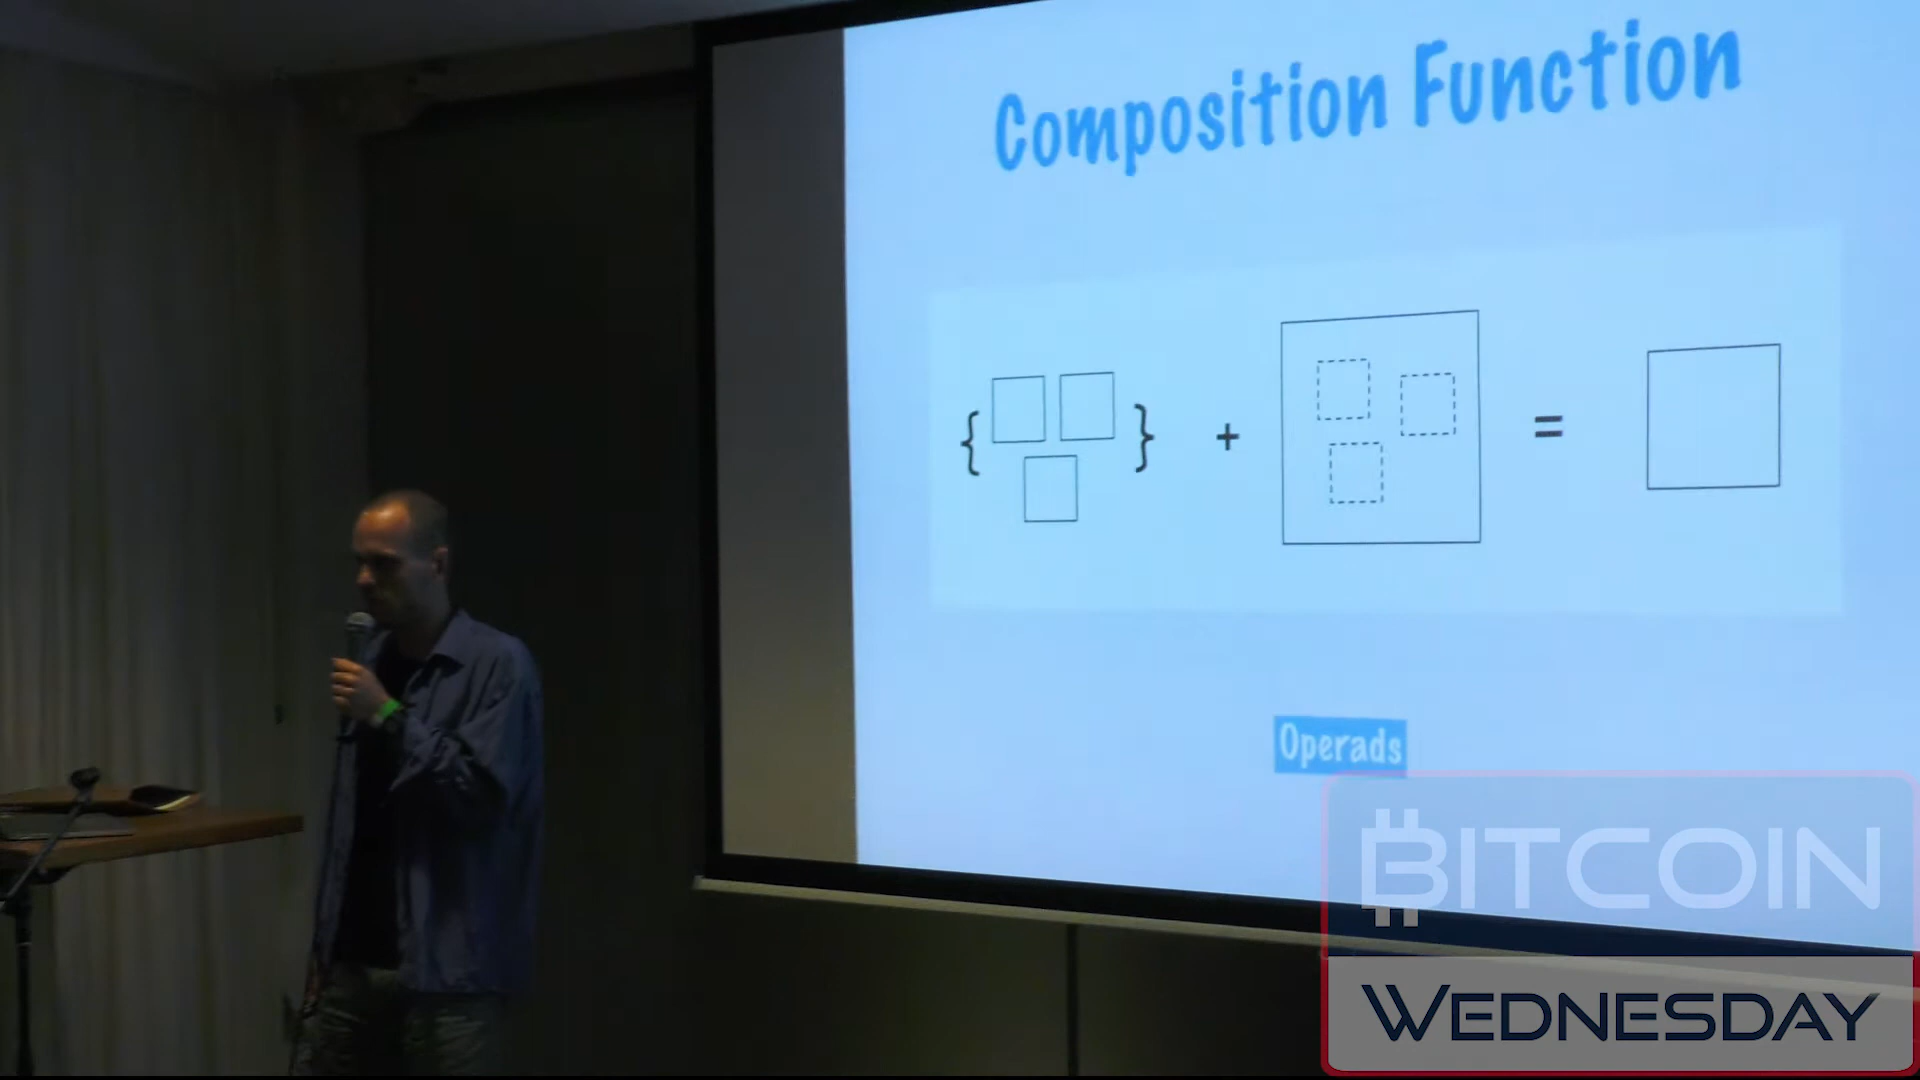 Composition Function
{ } + =
Operads
BITCOIN
WEDNESDAY